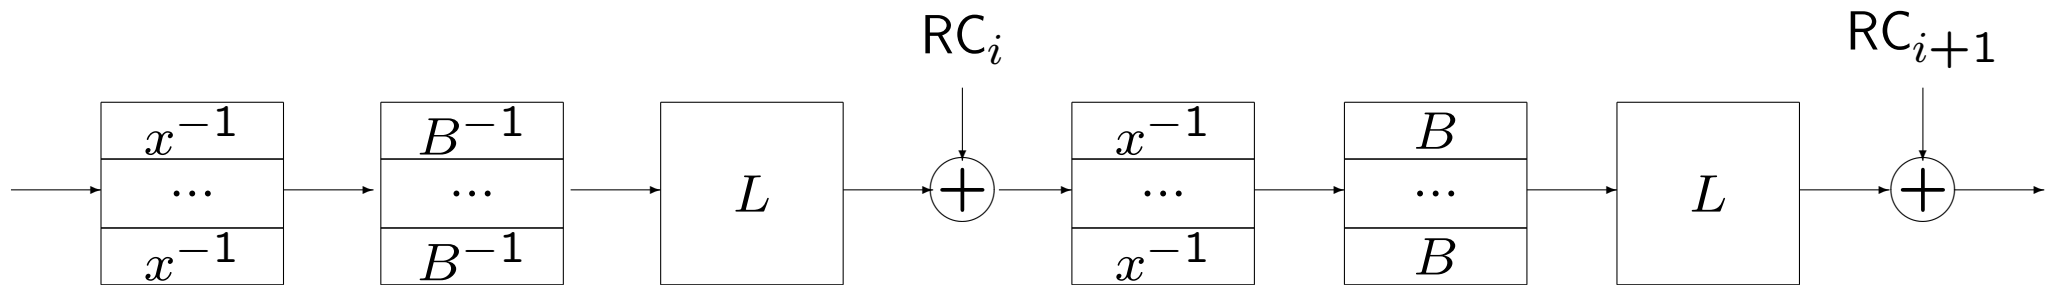 RC_i RC_{i+1}
x^{-1} B^{-1} x^{-1} B
... ... L + ... ... L +
x^{-1} B^{-1} x^{-1} B